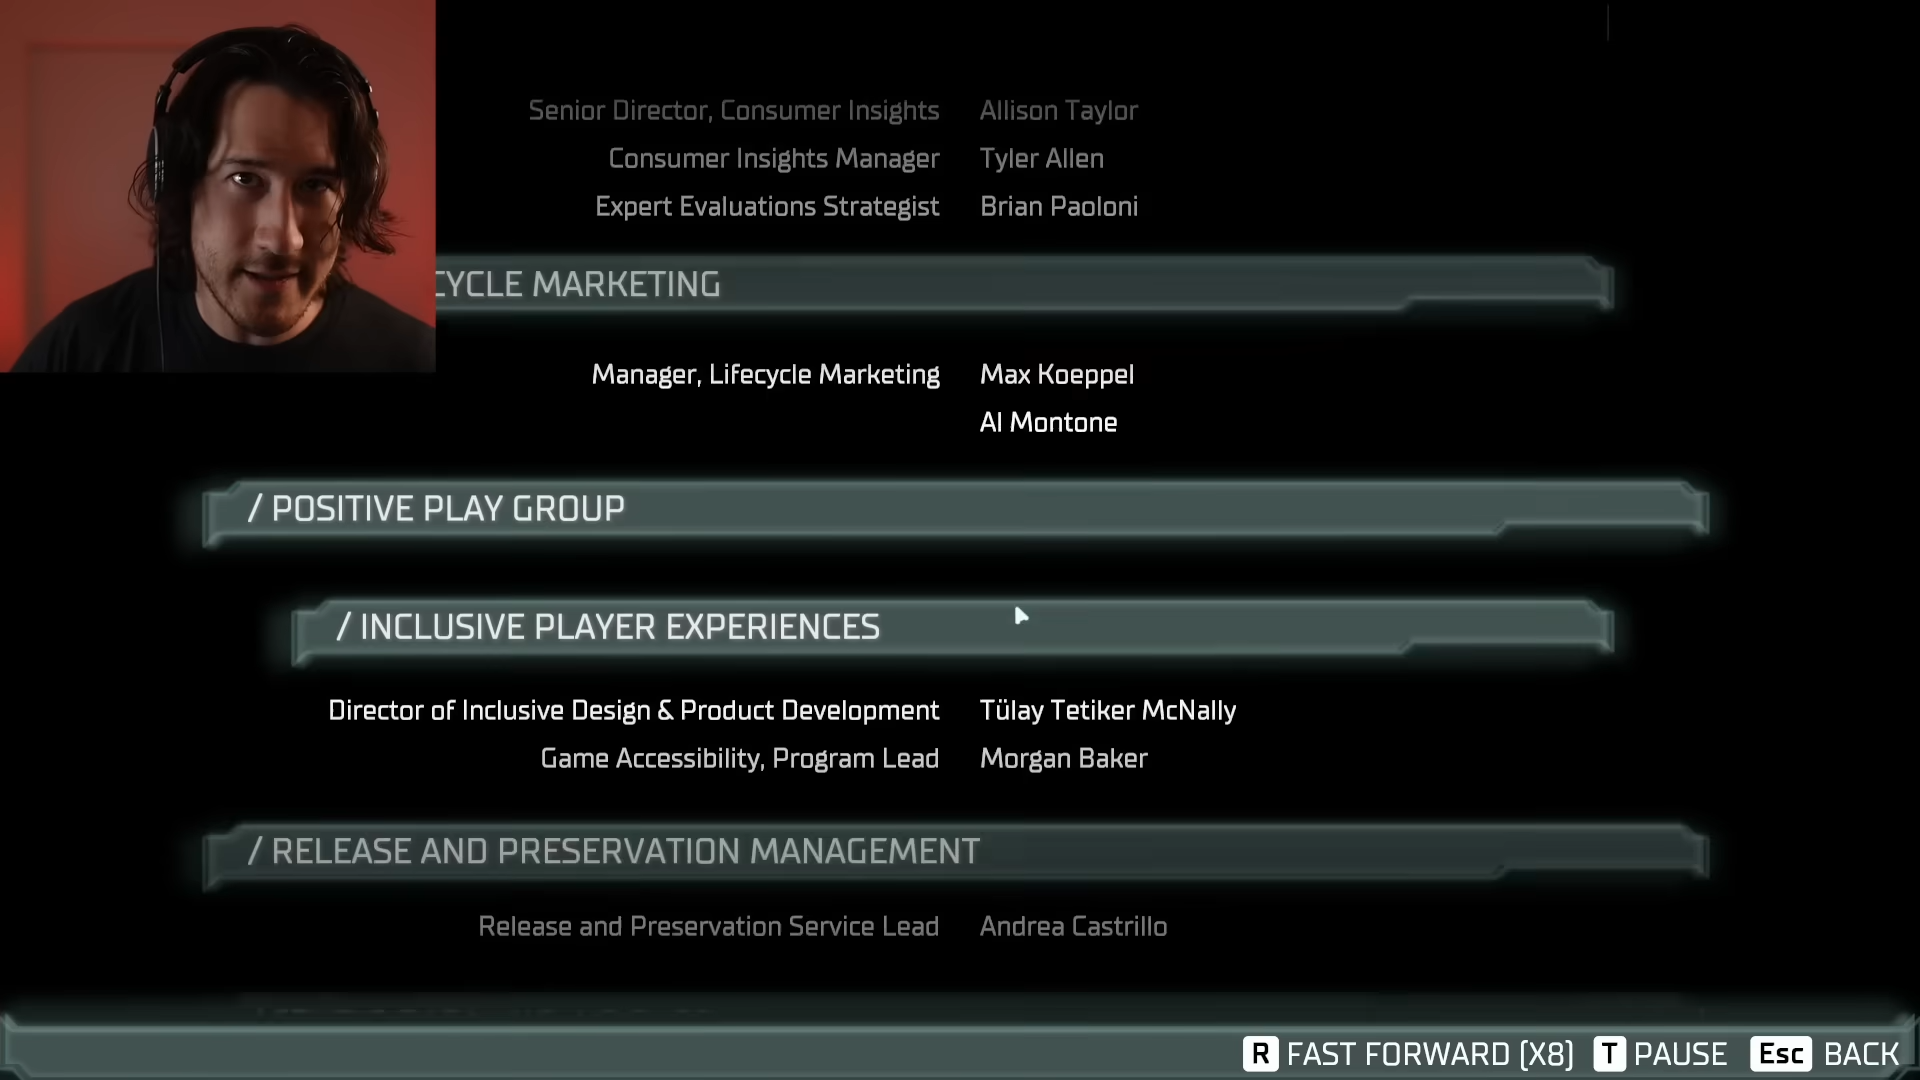 Senior Director, Consumer Insights Allison Taylor
Consumer Insights Manager Tyler Allen
Expert Evaluations Strategist Brian Paoloni
CYCLE MARKETING
Manager, Lifecycle Marketing Max Koeppel
Al Montone
/ POSITIVE PLAY GROUP
/ INCLUSIVE PLAYER EXPERIENCES
Director of Inclusive Design & Product Development Tülay Tetiker McNally
Game Accessibility, Program Lead Morgan Baker
/ RELEASE AND PRESERVATION MANAGEMENT
Release and Preservation Service Lead Andrea Castrillo
R FAST FORWARD (X8) T PAUSE Esc BACK